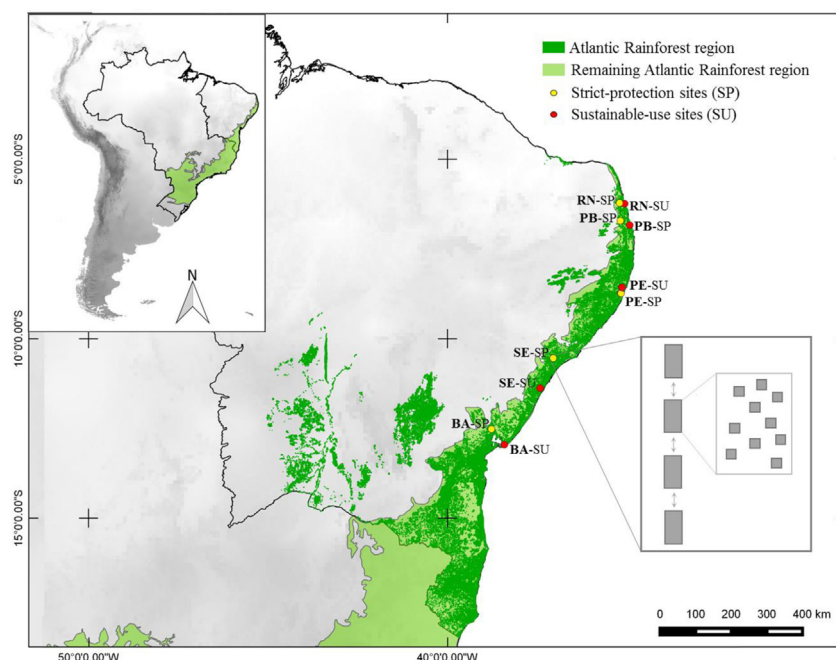 Atlantic Rainforest region
Remaining Atlantic Rainforest region
Strict-protection sites (SP)
Sustainable-use sites (SU)
5°0'0.00"S
RN-SP
RN-SU
PB-SP
PB-SP
N
PE-SU
PE-SP
10°0'0.00"S
SE-SP
SE-SU
BA-SP
BA-SU
15°0'0.00"S
0 100 200 300 400 km
50°0'0.00"W 40°0'0.00"W